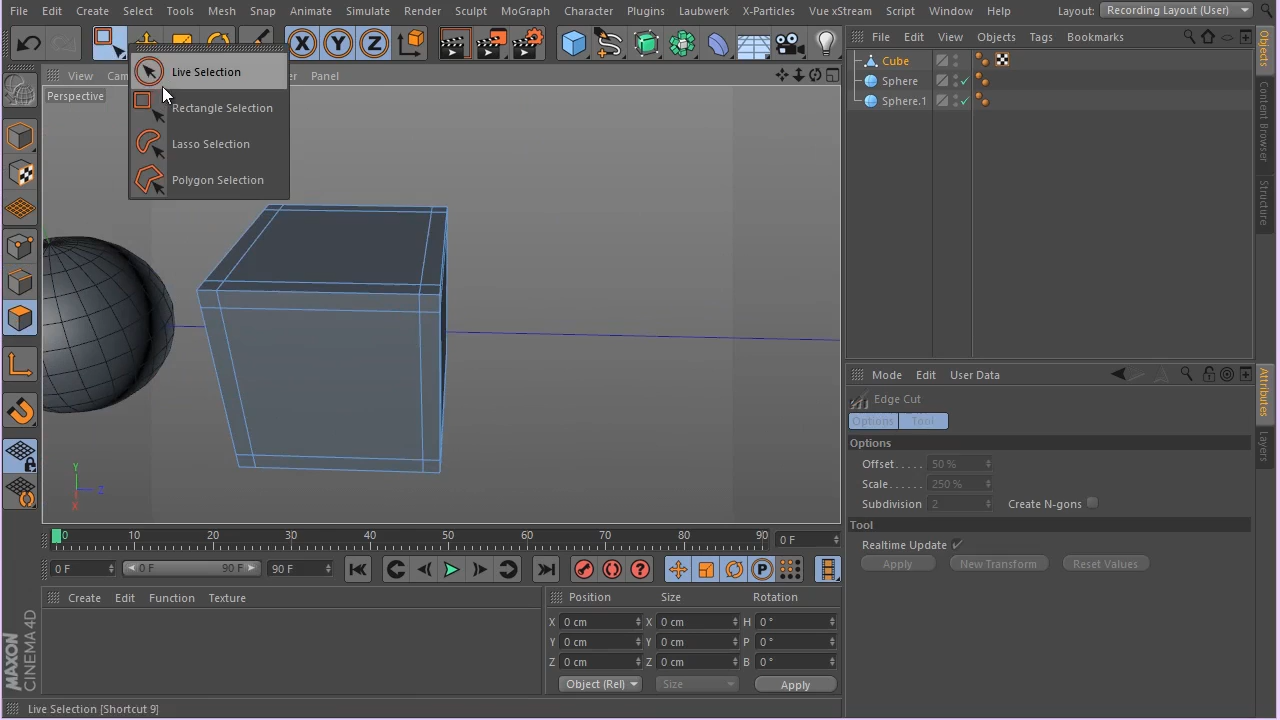 File Edit Create Select Tools Mesh Snap Animate Simulate Render Sculpt MoGraph Character Plugins Laubwerk X-Particles Vue xStream Script Window Help Layout: Recording Layout (User)
X Y Z
File Edit View Objects Tags Bookmarks
Live Selection
Rectangle Selection
Lasso Selection
Polygon Selection
View Panel
Perspective
Cube
Sphere
Sphere.1
Objects
Content Browser
Structure
Mode Edit User Data
Edge Cut
Options Tool
Options
Offset..... 50 %
Scale...... 250 %
Subdivision 2 Create N-gons
Tool
Realtime Update
Apply New Transform Reset Values
Attributes
Layers
Y
Z
X
0 10 20 30 40 50 60 70 80 90 0 F
0 F 0 F 90 F 90 F
P
Create Edit Function Texture
Position Size Rotation
X 0 cm X 0 cm H 0 °
Y 0 cm Y 0 cm P 0 °
Z 0 cm Z 0 cm B 0 °
Object (Rel) Size Apply
MAXON
CINEMA 4D
Live Selection [Shortcut 9]